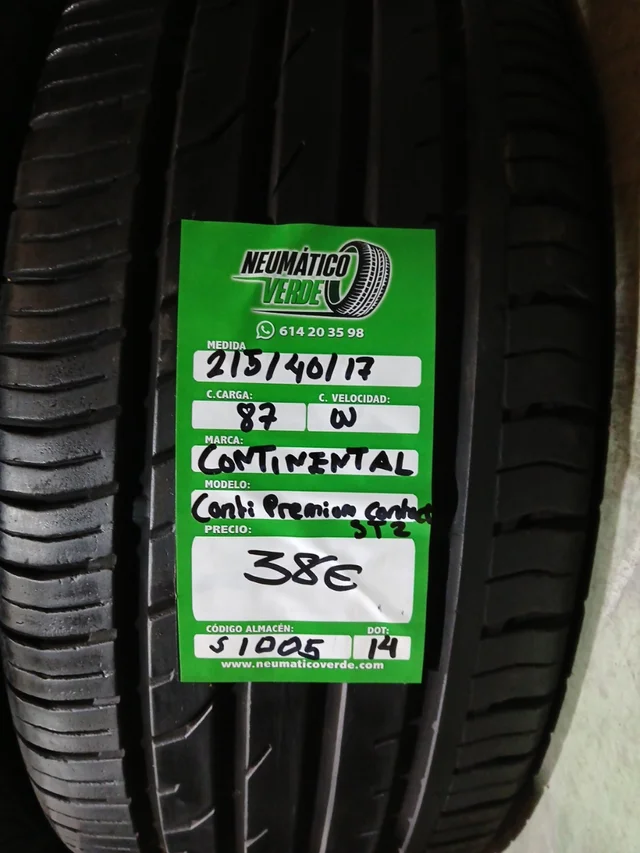 NEUMÁTICO
VERDE
614 20 35 98
MEDIDA
215/40/17
C.CARGA: C. VELOCIDAD:
87 W
MARCA:
CONTINENTAL
MODELO:
Conti Premium Contact
PRECIO:
38€
CÓDIGO ALMACÉN: DOT:
S1005 14
www.neumaticoverde.com